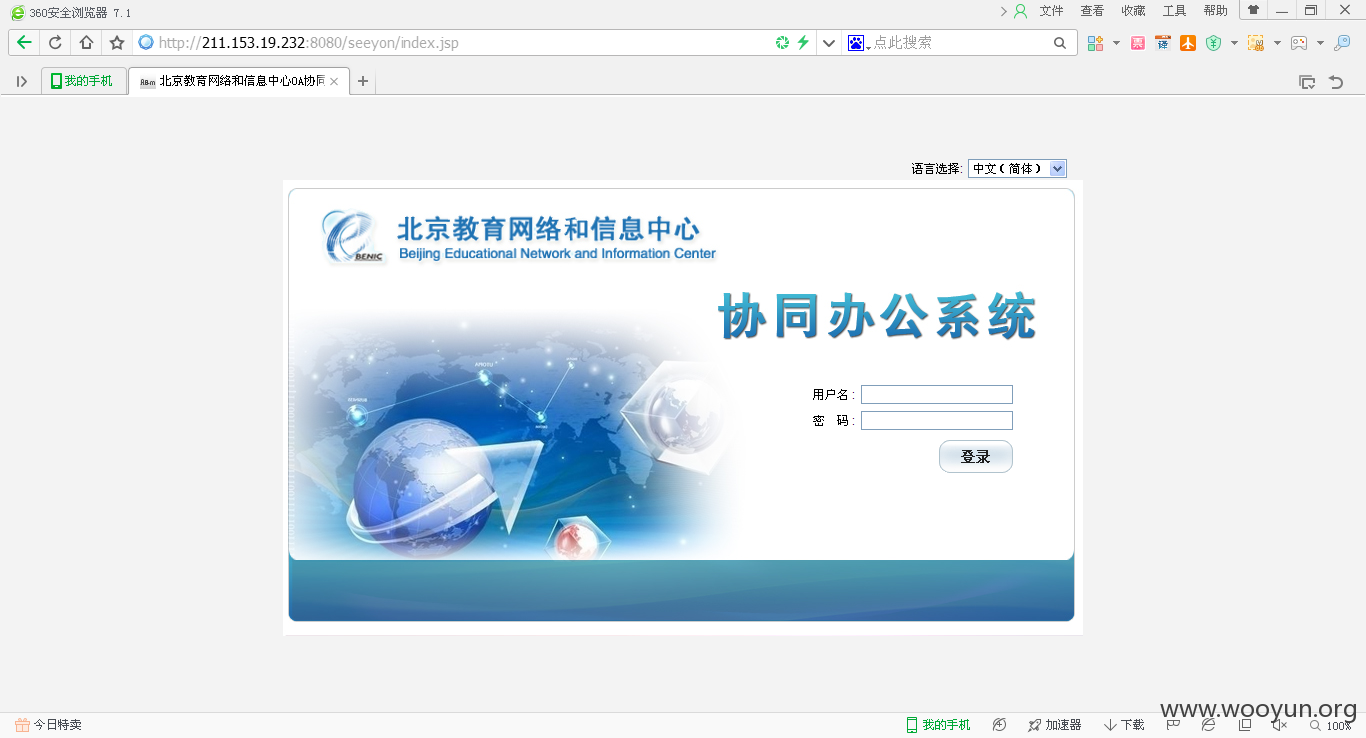 360安全浏览器 7.1
文件 查看 收藏 工具 帮助
http://211.153.19.232:8080/seeyon/index.jsp
点此搜索
我的手机
北京教育网络和信息中心OA协同
语言选择: 中文（简体）
BENIC
北京教育网络和信息中心
Beijing Educational Network and Information Center
协同办公系统
用户名：
密 码：
登录
今日特卖
我的手机
加速器
下载
100%
www.wooyun.org